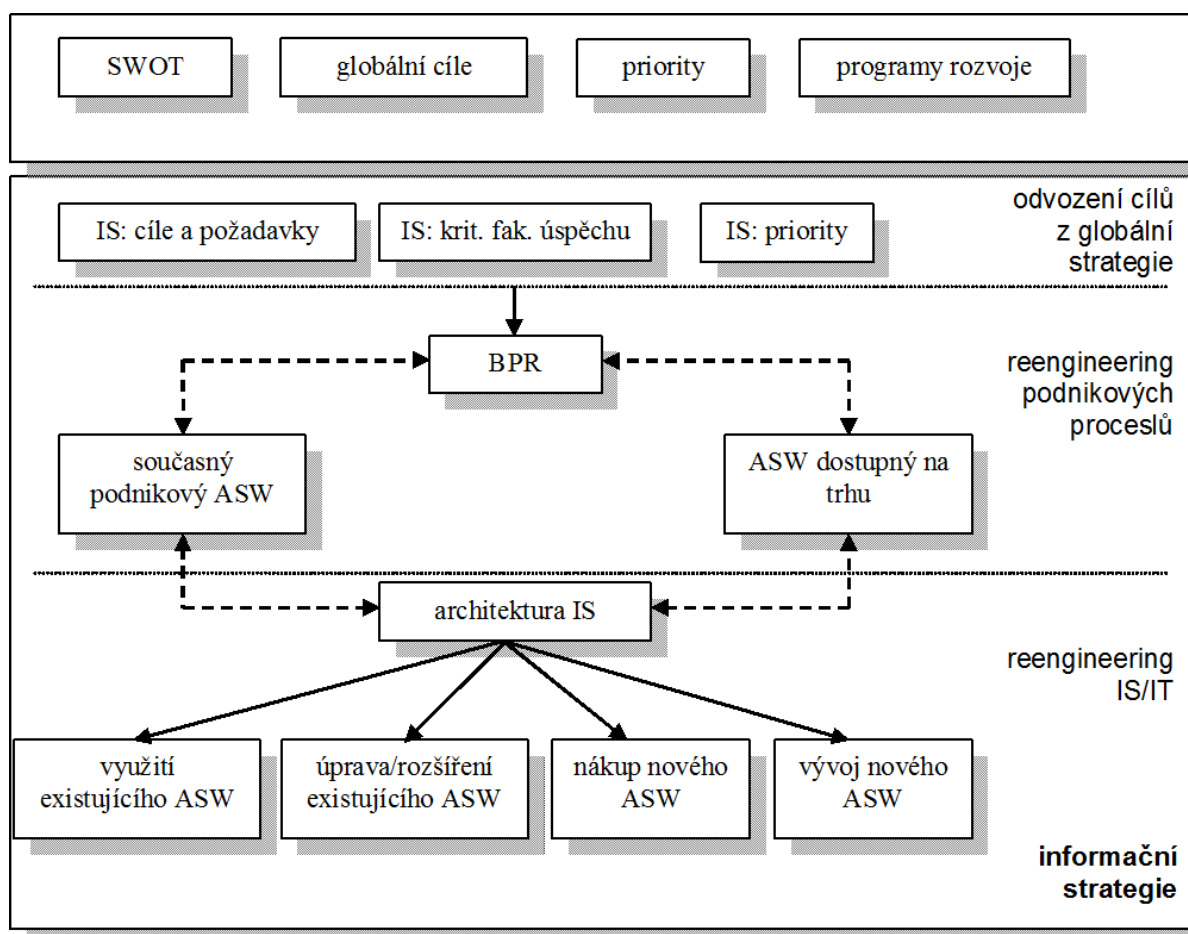 SWOT
globální cíle
priority
programy rozvoje
odvození cílů
z globální
strategie
IS: cíle a požadavky
IS: krit. fak. úspěchu
IS: priority
BPR
reengineering
podnikových
proceslů
současný
podnikový ASW
ASW dostupný na
trhu
architektura IS
reengineering
IS/IT
využití
existujícího ASW
úprava/rozšíření
existujícího ASW
nákup nového
ASW
vývoj nového
ASW
informační
strategie